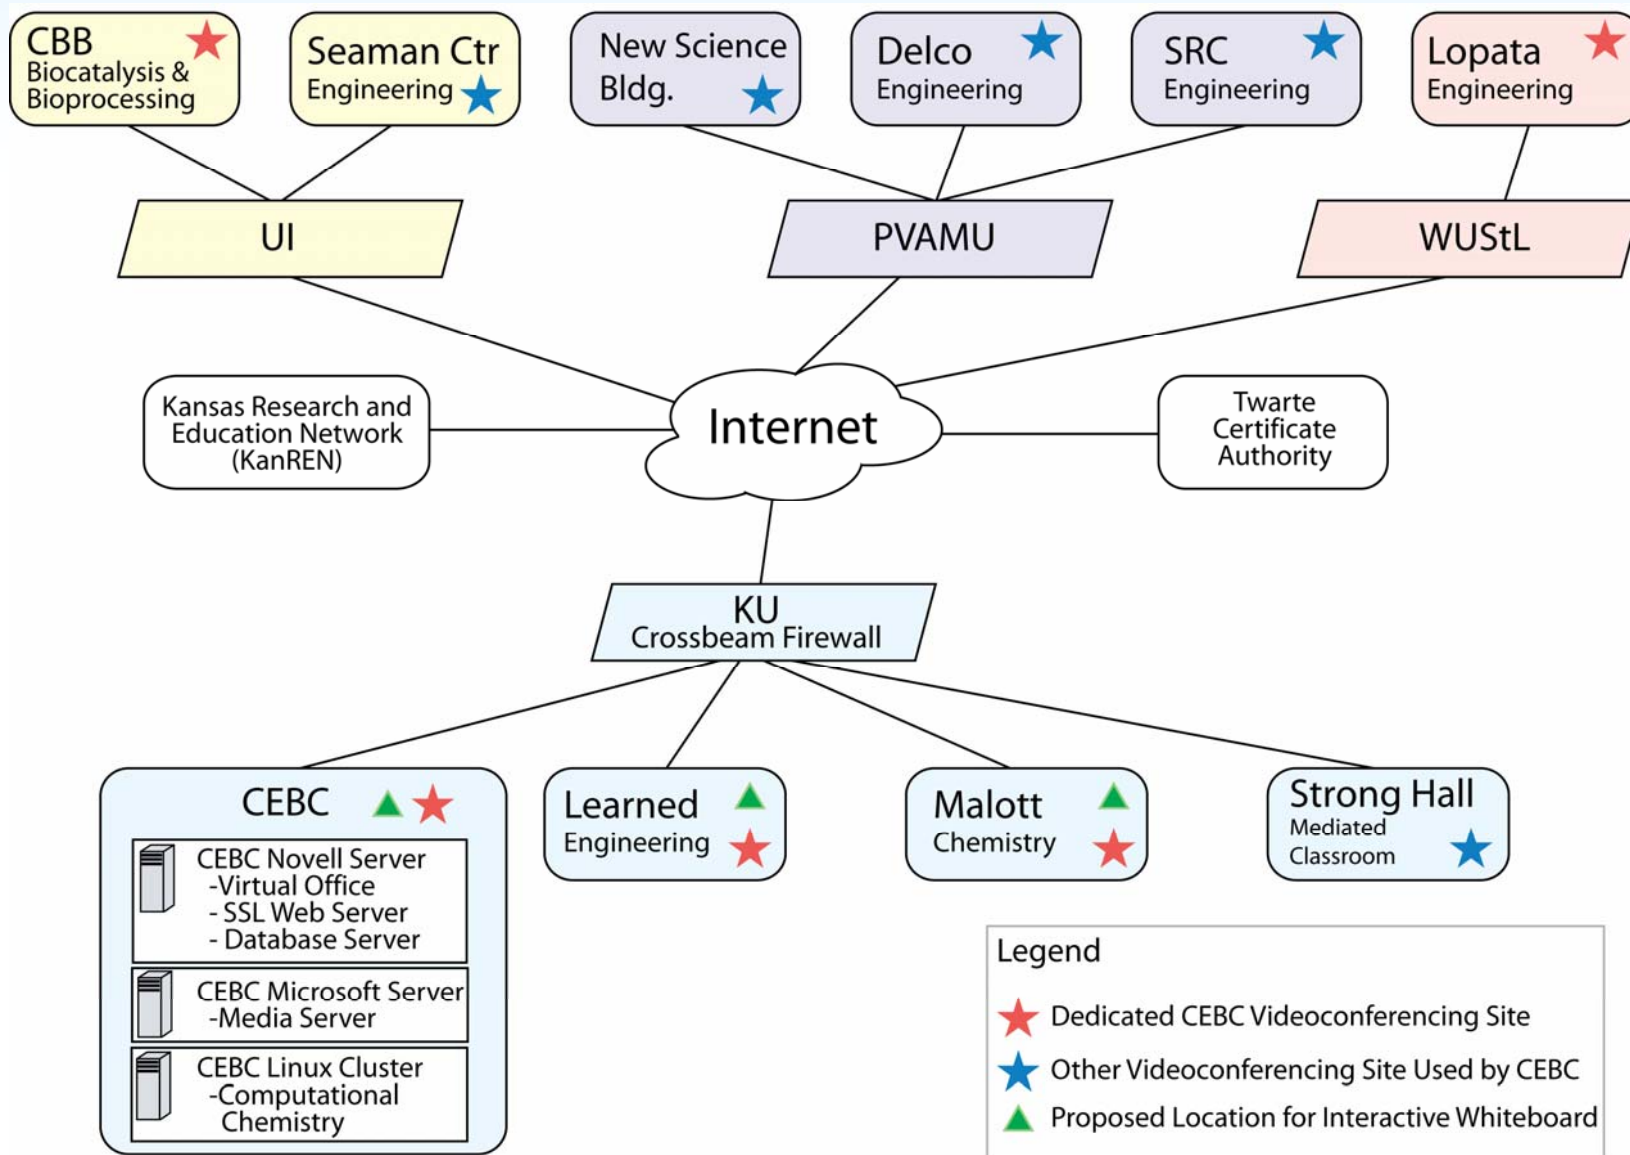 CBB
Biocatalysis &
Bioprocessing
Seaman Ctr
Engineering
New Science
Bldg.
Delco
Engineering
SRC
Engineering
Lopata
Engineering
UI
PVAMU
WUStL
Kansas Research and
Education Network
(KanREN)
Internet
Twarte
Certificate
Authority
KU
Crossbeam Firewall
CEBC
CEBC Novell Server
-Virtual Office
- SSL Web Server
- Database Server
CEBC Microsoft Server
-Media Server
CEBC Linux Cluster
-Computational
Chemistry
Learned
Engineering
Malott
Chemistry
Strong Hall
Mediated
Classroom
Legend
Dedicated CEBC Videoconferencing Site
Other Videoconferencing Site Used by CEBC
Proposed Location for Interactive Whiteboard